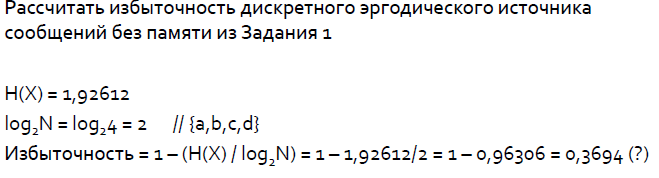 Рассчитать избыточность дискретного эргодического источника
сообщений без памяти из Задания 1
H(X) = 1,92612
log₂N = log₂4 = 2 // {a,b,c,d}
Избыточность = 1 – (H(X) / log₂N) = 1 – 1,92612/2 = 1 – 0,96306 = 0,3694 (?)